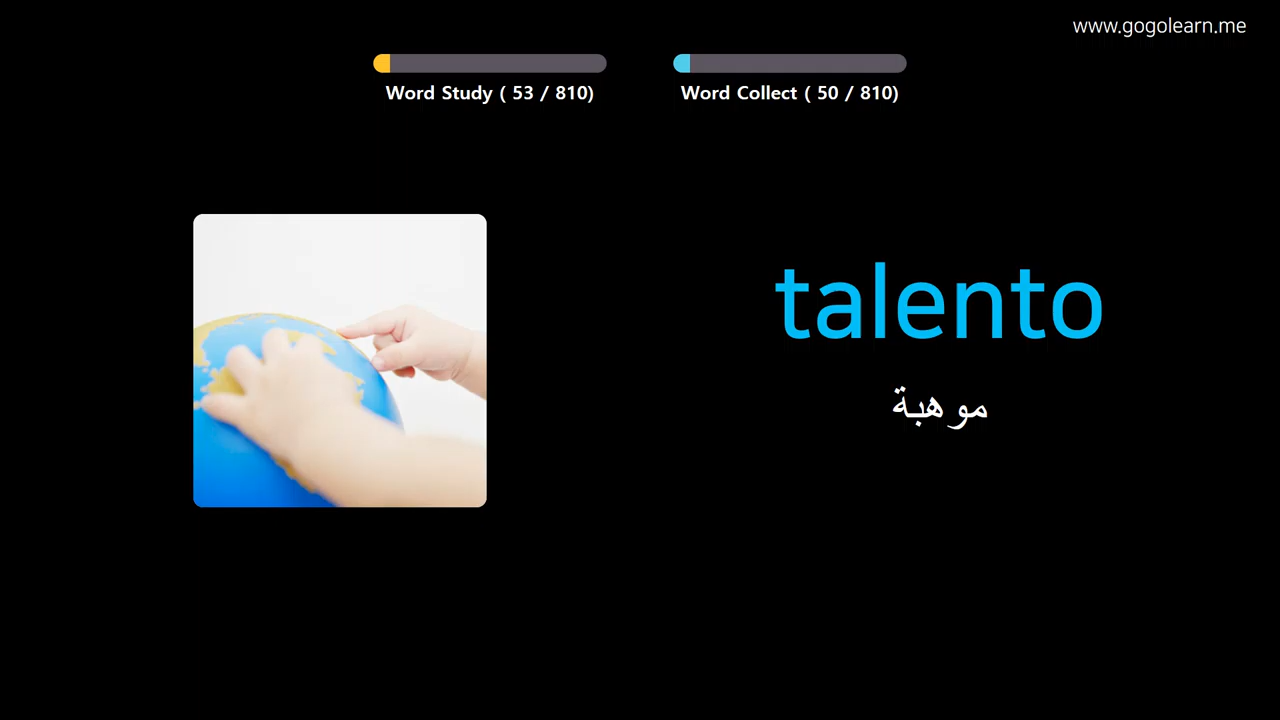 www.gogolearn.me
Word Study ( 53 / 810)
Word Collect ( 50 / 810)
talento
موهبة